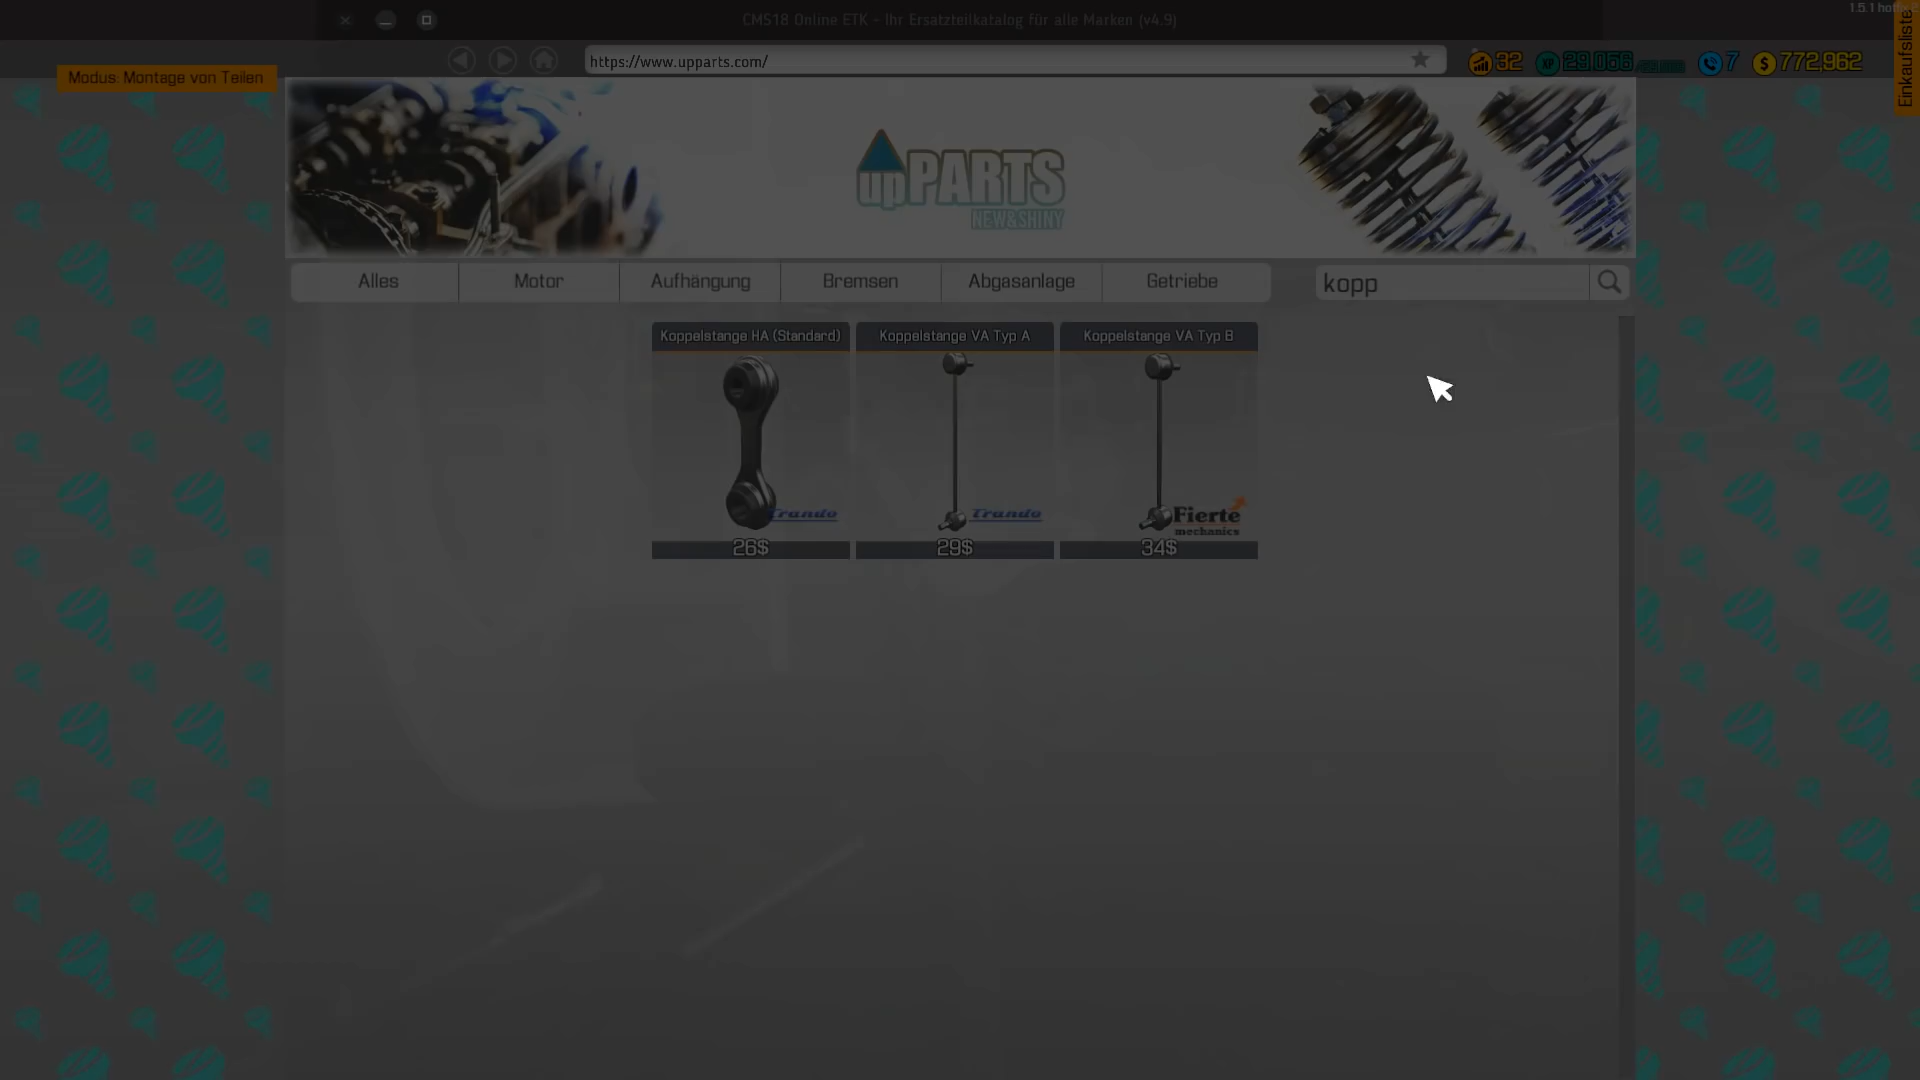 CMS18 Online ETK - Ihr Ersatzteilkatalog für alle Marken (v4.9)
1.5.1 hotfix
https://www.upparts.com/
32
29,056
7
772,962
Einkaufsliste
Modus: Montage von Teilen
upPARTS
NEW&SHINY
Alles
Motor
Aufhängung
Bremsen
Abgasanlage
Getriebe
kopp
Koppelstange HA (Standard)
Koppelstange VA Typ A
Koppelstange VA Typ B
Trando
Trando
Fierte
mechanics
26$
29$
34$